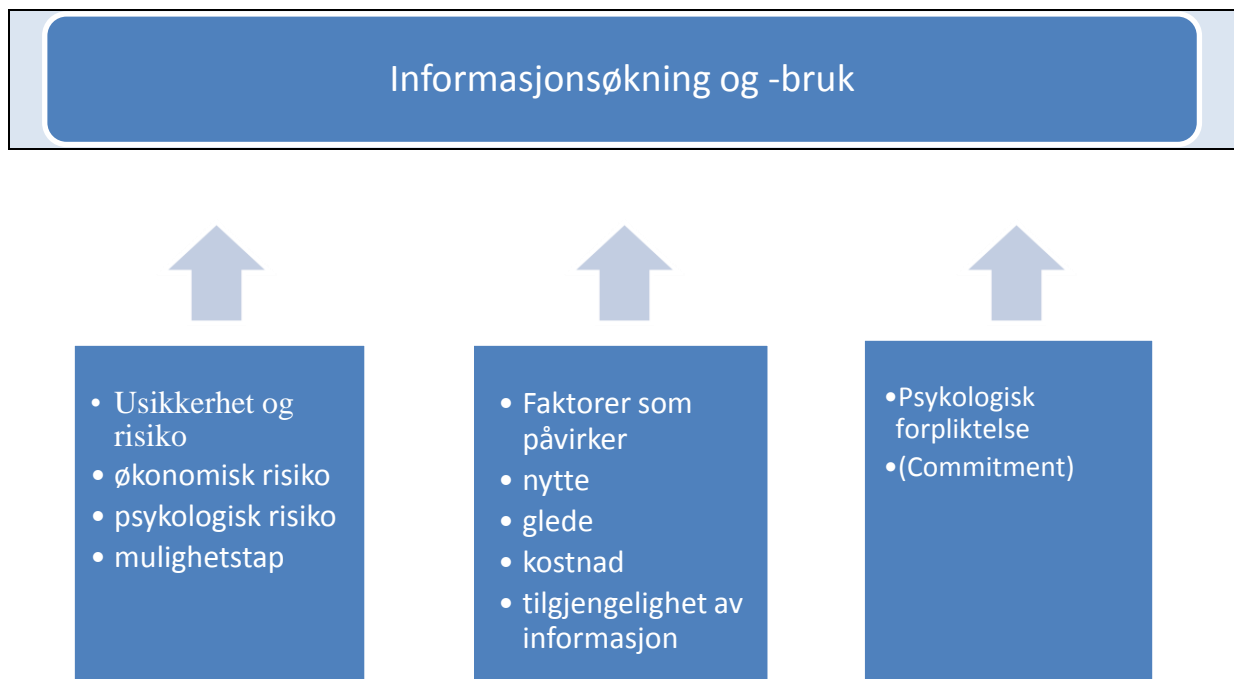 Informasjonsøkning og -bruk
• Usikkerhet og
risiko
• økonomisk risiko
• psykologisk risiko
• mulighetstap
• Faktorer som
påvirker
• nytte
• glede
• kostnad
• tilgjengelighet av
informasjon
•Psykologisk
forpliktelse
•(Commitment)